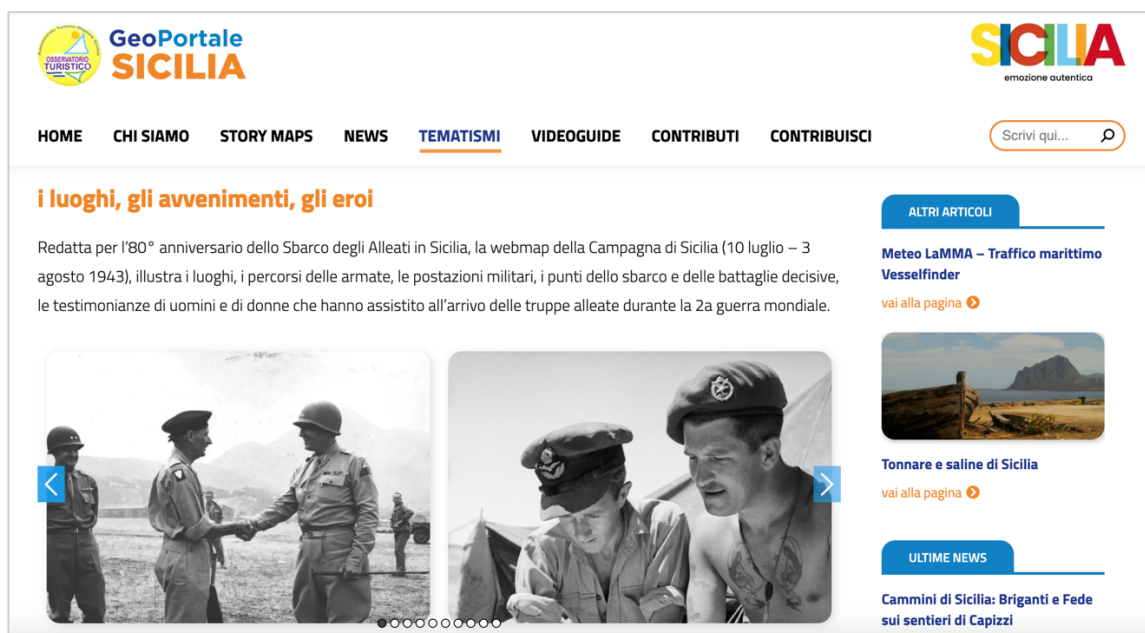 OSSERVATORIO
TURISTICO
GeoPortale
SICILIA
SICILIA
emozione autentica
HOME CHI SIAMO STORY MAPS NEWS TEMATISMI VIDEOGUIDE CONTRIBUTI CONTRIBUISCI
Scrivi qui...
i luoghi, gli avvenimenti, gli eroi
Redatta per l'80° anniversario dello Sbarco degli Alleati in Sicilia, la webmap della Campagna di Sicilia (10 luglio – 3
agosto 1943), illustra i luoghi, i percorsi delle armate, le postazioni militari, i punti dello sbarco e delle battaglie decisive,
le testimonianze di uomini e di donne che hanno assistito all'arrivo delle truppe alleate durante la 2a guerra mondiale.
ALTRI ARTICOLI
Meteo LaMMA – Traffico marittimo
Vesselfinder
vai alla pagina
Tonnare e saline di Sicilia
vai alla pagina
ULTIME NEWS
Cammini di Sicilia: Briganti e Fede
sui sentieri di Capizzi